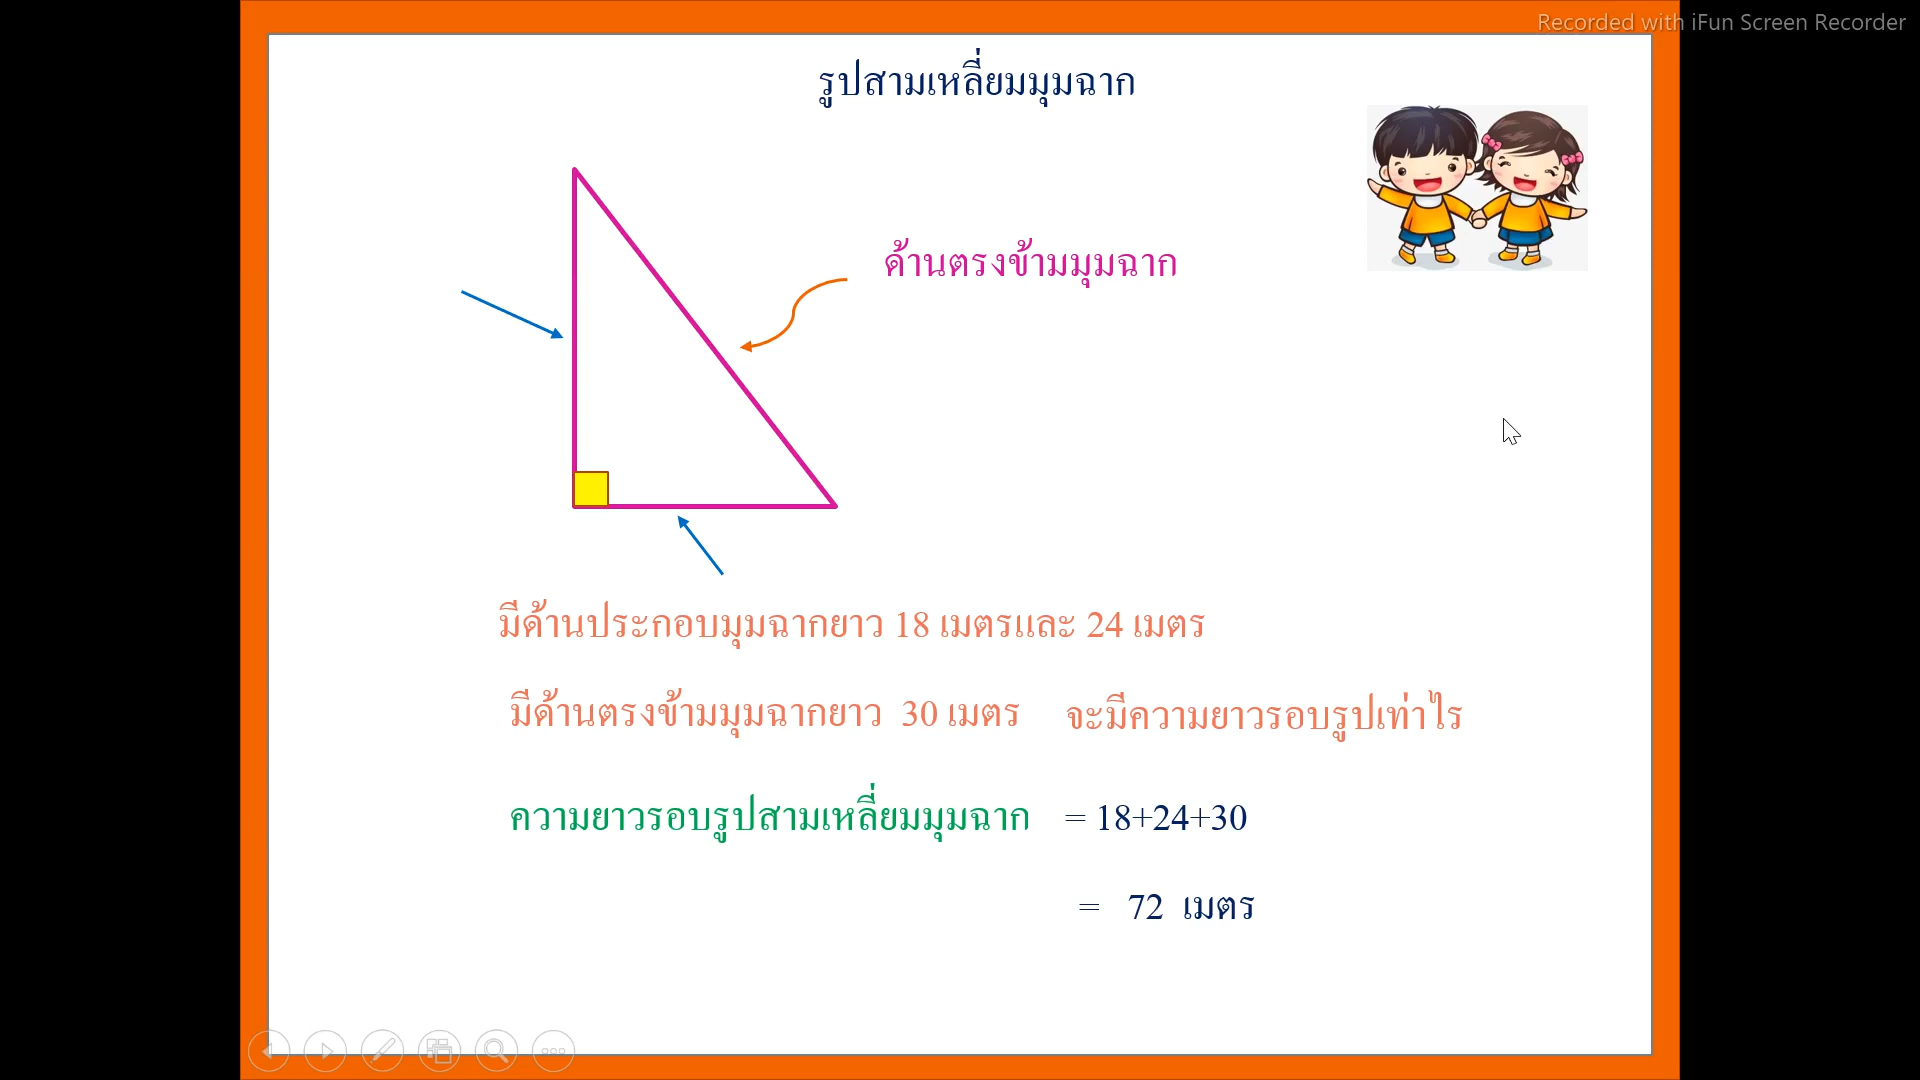 Recorded with iFun Screen Recorder
รูปสามเหลี่ยมมุมฉาก
ด้านตรงข้ามมุมฉาก
มีด้านประกอบมุมฉากยาว 18 เมตรและ 24 เมตร
มีด้านตรงข้ามมุมฉากยาว 30 เมตร จะมีความยาวรอบรูปเท่าไร
ความยาวรอบรูปสามเหลี่ยมมุมฉาก = 18+24+30
= 72 เมตร